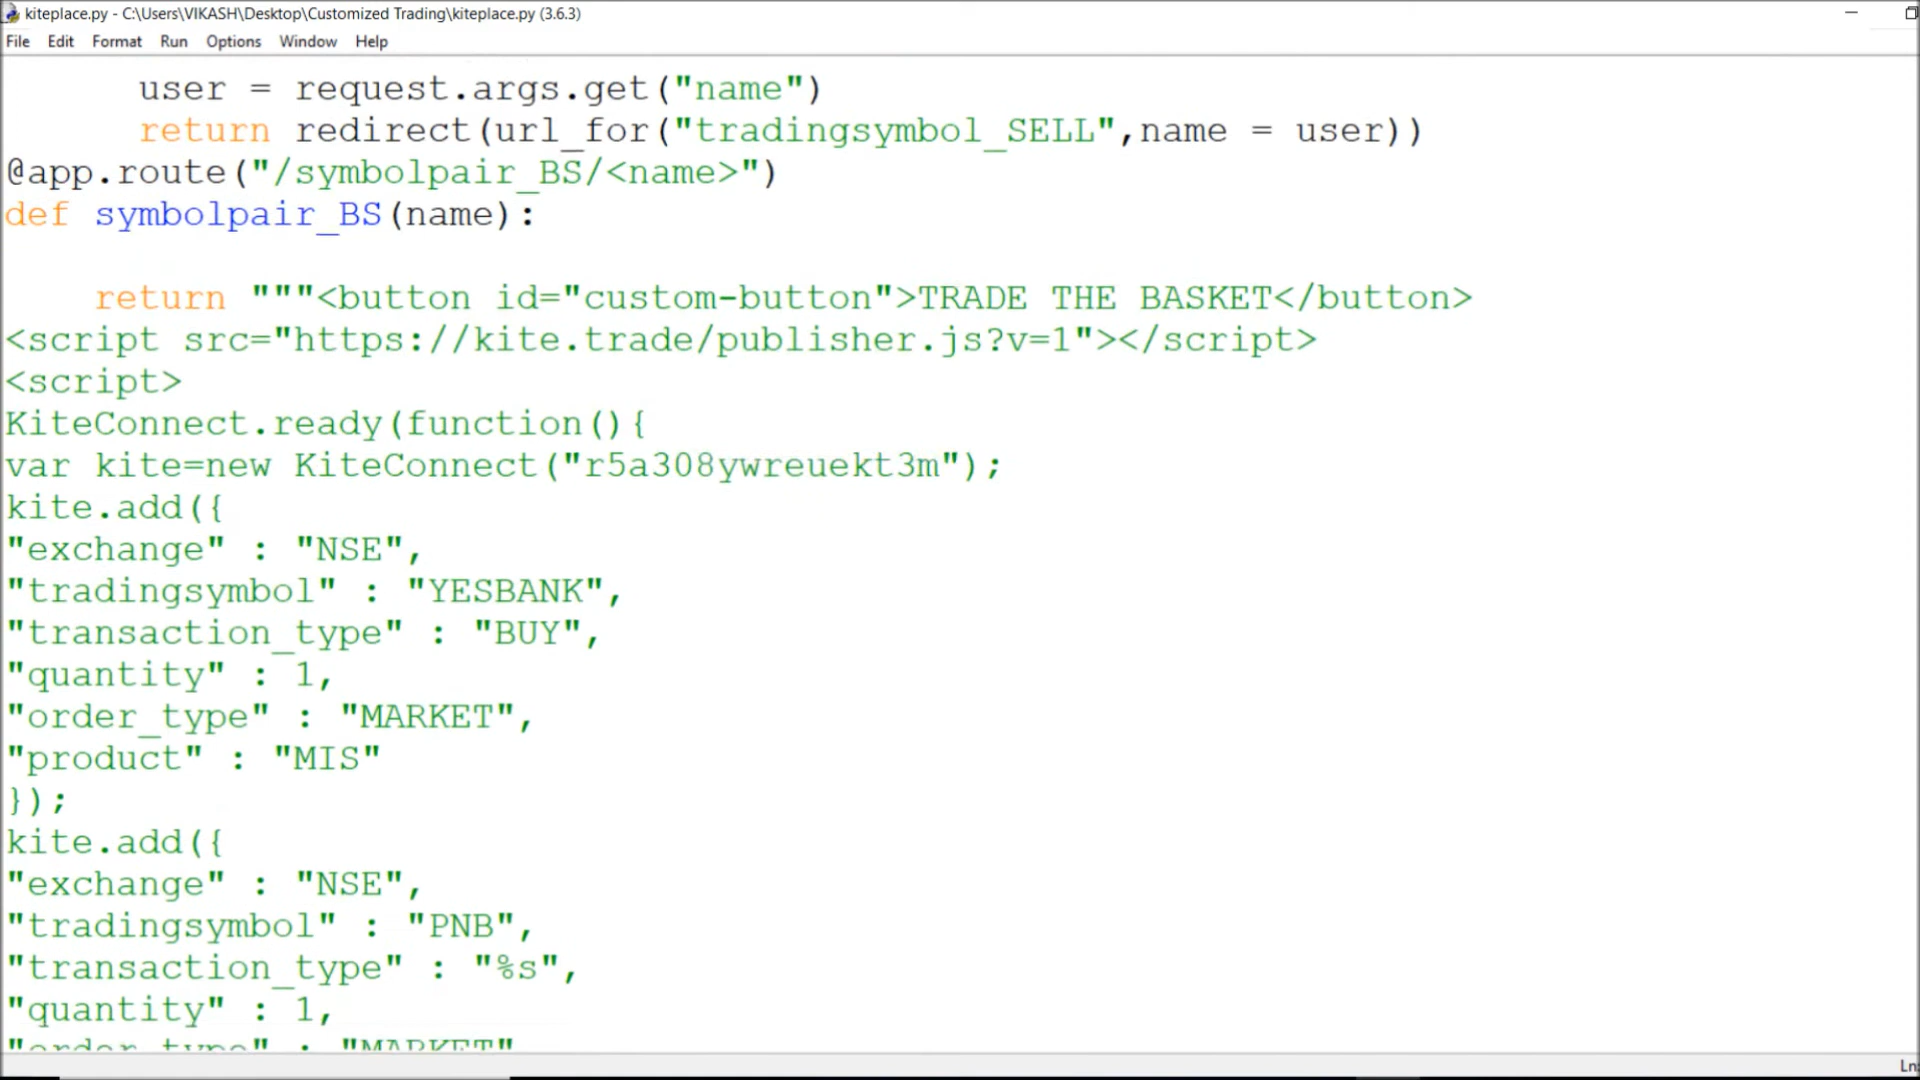 kiteplace.py - C:\Users\VIKASH\Desktop\Customized Trading\kiteplace.py (3.6.3)
File Edit Format Run Options Window Help
user = request.args.get("name")
return redirect(url_for("tradingsymbol_SELL",name = user))
@app.route("/symbolpair_BS/<name>")
def symbolpair_BS(name):
return """<button id="custom-button">TRADE THE BASKET</button>
<script src="https://kite.trade/publisher.js?v=1"></script>
<script>
KiteConnect.ready(function(){
var kite=new KiteConnect("r5a308ywreuekt3m");
kite.add({
"exchange" : "NSE",
"tradingsymbol" : "YESBANK",
"transaction_type" : "BUY",
"quantity" : 1,
"order_type" : "MARKET",
"product" : "MIS"
});
kite.add({
"exchange" : "NSE",
"tradingsymbol" : "PNB",
"transaction_type" : "%s",
"quantity" : 1,
"order_type" : "MARKET"
Ln